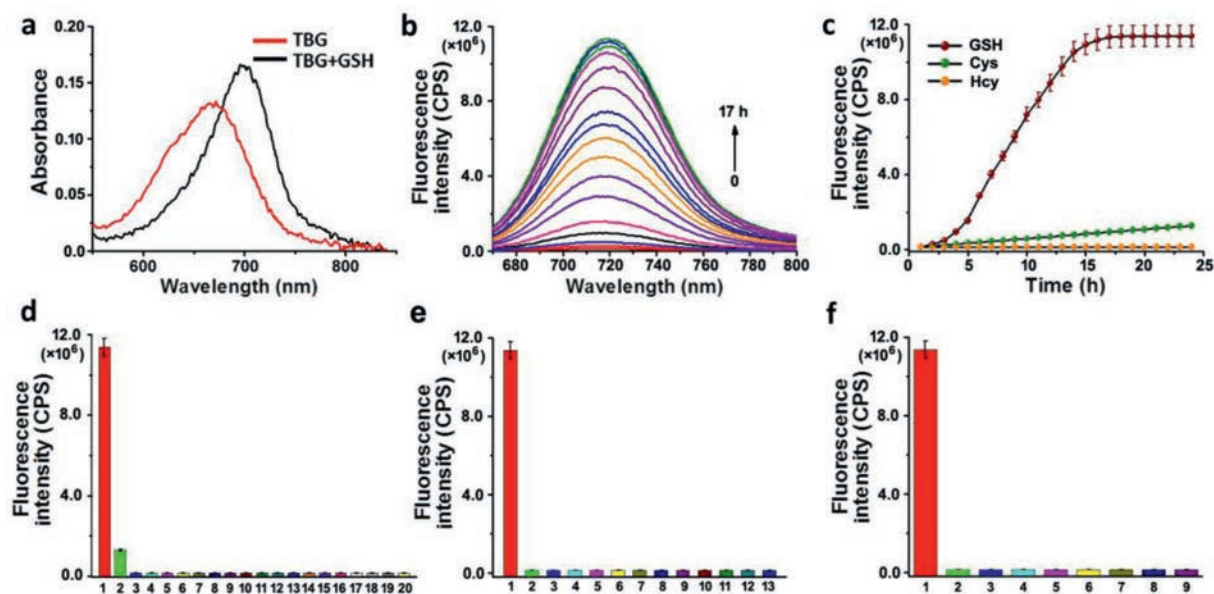 a
0.20
0.15
0.10
0.05
0.0
Absorbance
TBG
TBG+GSH
600 700 800
Wavelength (nm)
b
12.0
(×10⁶)
8.0
4.0
0.0
Fluorescence
intensity (CPS)
17 h
0
680 700 720 740 760 780 800
Wavelength (nm)
c
12.0
(×10⁶)
8.0
4.0
0.0
Fluorescence
intensity (CPS)
GSH
Cys
Hcy
0 5 10 15 20 25
Time (h)
d
12.0
(×10⁶)
8.0
4.0
0.0
Fluorescence
intensity (CPS)
1 2 3 4 5 6 7 8 9 10 11 12 13 14 15 16 17 18 19 20
e
12.0
(×10⁶)
8.0
4.0
0.0
Fluorescence
intensity (CPS)
1 2 3 4 5 6 7 8 9 10 11 12 13
f
12.0
(×10⁶)
8.0
4.0
0.0
Fluorescence
intensity (CPS)
1 2 3 4 5 6 7 8 9